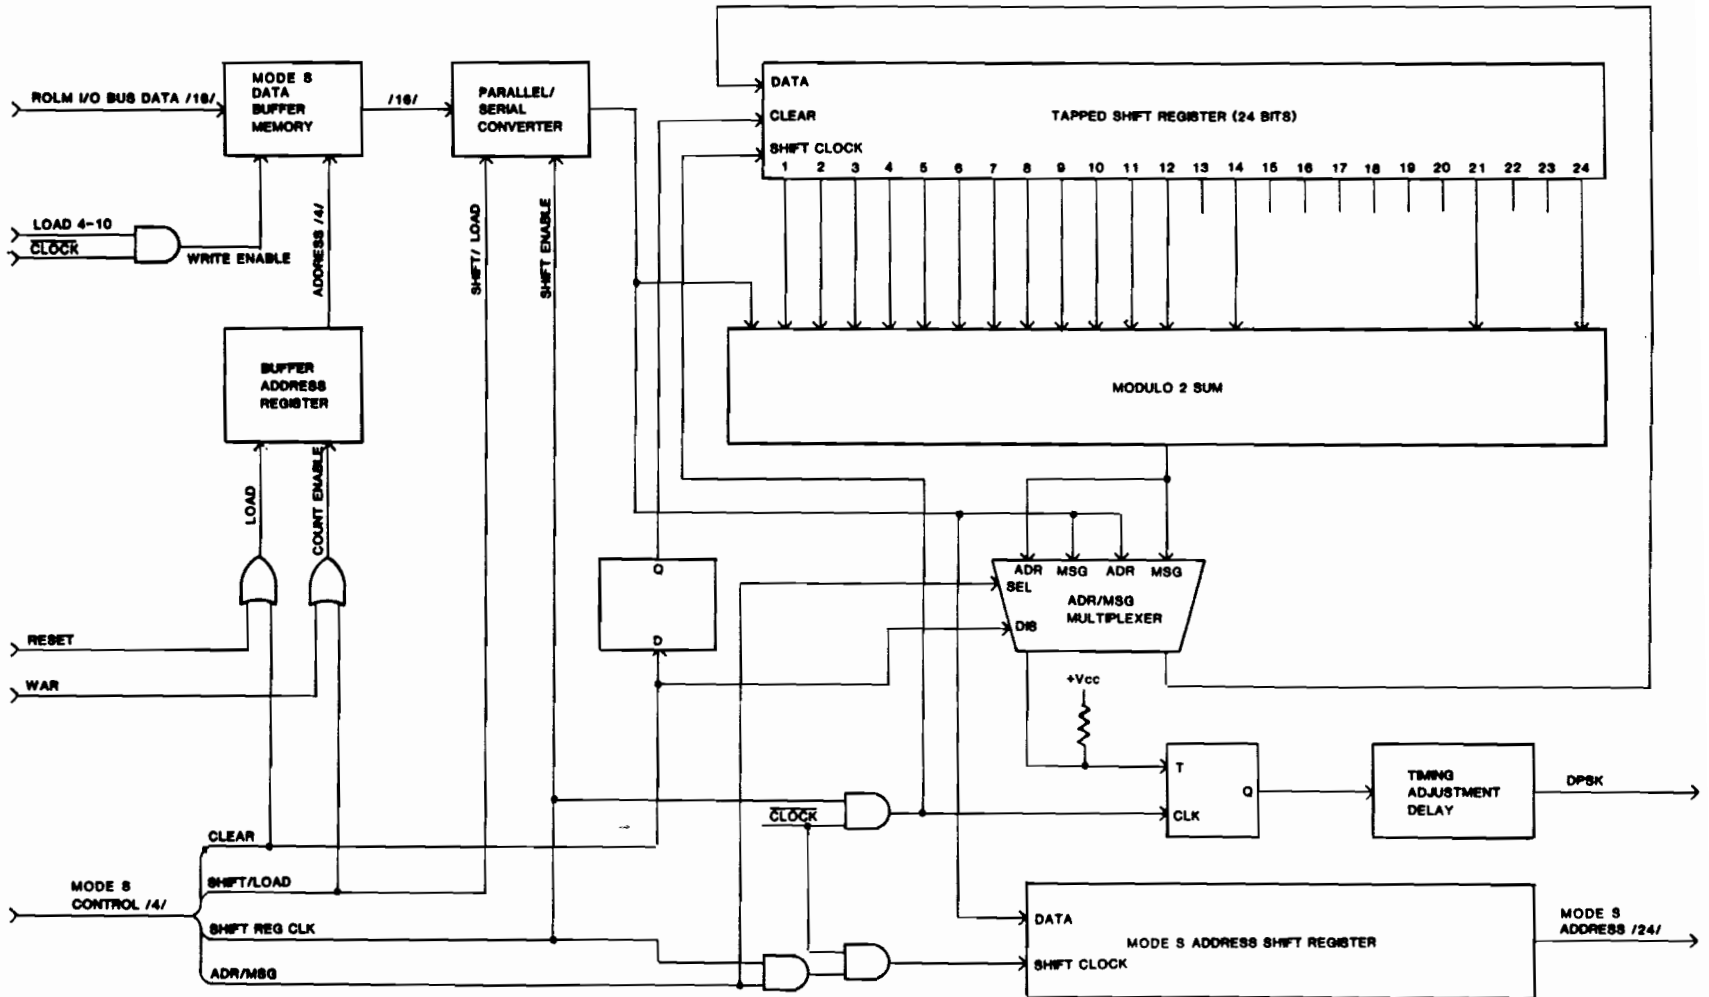 ROLM I/O BUS DATA /16/
MODE S
DATA
BUFFER
MEMORY
/16/
PARALLEL/
SERIAL
CONVERTER
DATA
CLEAR
SHIFT CLOCK
TAPPED SHIFT REGISTER (24 BITS)
1 2 3 4 5 6 7 8 9 10 11 12 13 14 15 16 17 18 19 20 21 22 23 24
LOAD 4-10
CLOCK
WRITE ENABLE
ADDRESS /4/
SHIFT/ LOAD
SHIFT ENABLE
BUFFER
ADDRESS
REGISTER
MODULO 2 SUM
LOAD
COUNT ENABLE
Q
D
ADR MSG ADR MSG
SEL
ADR/MSG
MULTIPLEXER
DIS
RESET
WAR
+Vcc
T
Q
CLK
TIMING
ADJUSTMENT
DELAY
DPSK
CLOCK
CLEAR
MODE S
CONTROL /4/
SHIFT/LOAD
SHIFT REG CLK
ADR/MSG
DATA
MODE S ADDRESS SHIFT REGISTER
SHIFT CLOCK
MODE S
ADDRESS /24/